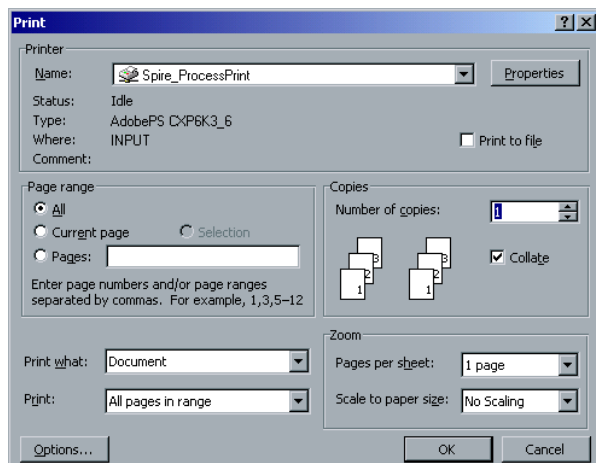 Print
Printer
Name: Spire_ProcessPrint Properties
Status: Idle
Type: AdobePS CXP6K3_6
Where: INPUT
Comment:
Print to file
Page range
All
Current page Selection
Pages:
Enter page numbers and/or page ranges
separated by commas. For example, 1,3,5–12
Copies
Number of copies: 1
1 2 3 1 2 3
Collate
Print what: Document
Print: All pages in range
Zoom
Pages per sheet: 1 page
Scale to paper size: No Scaling
Options... OK Cancel